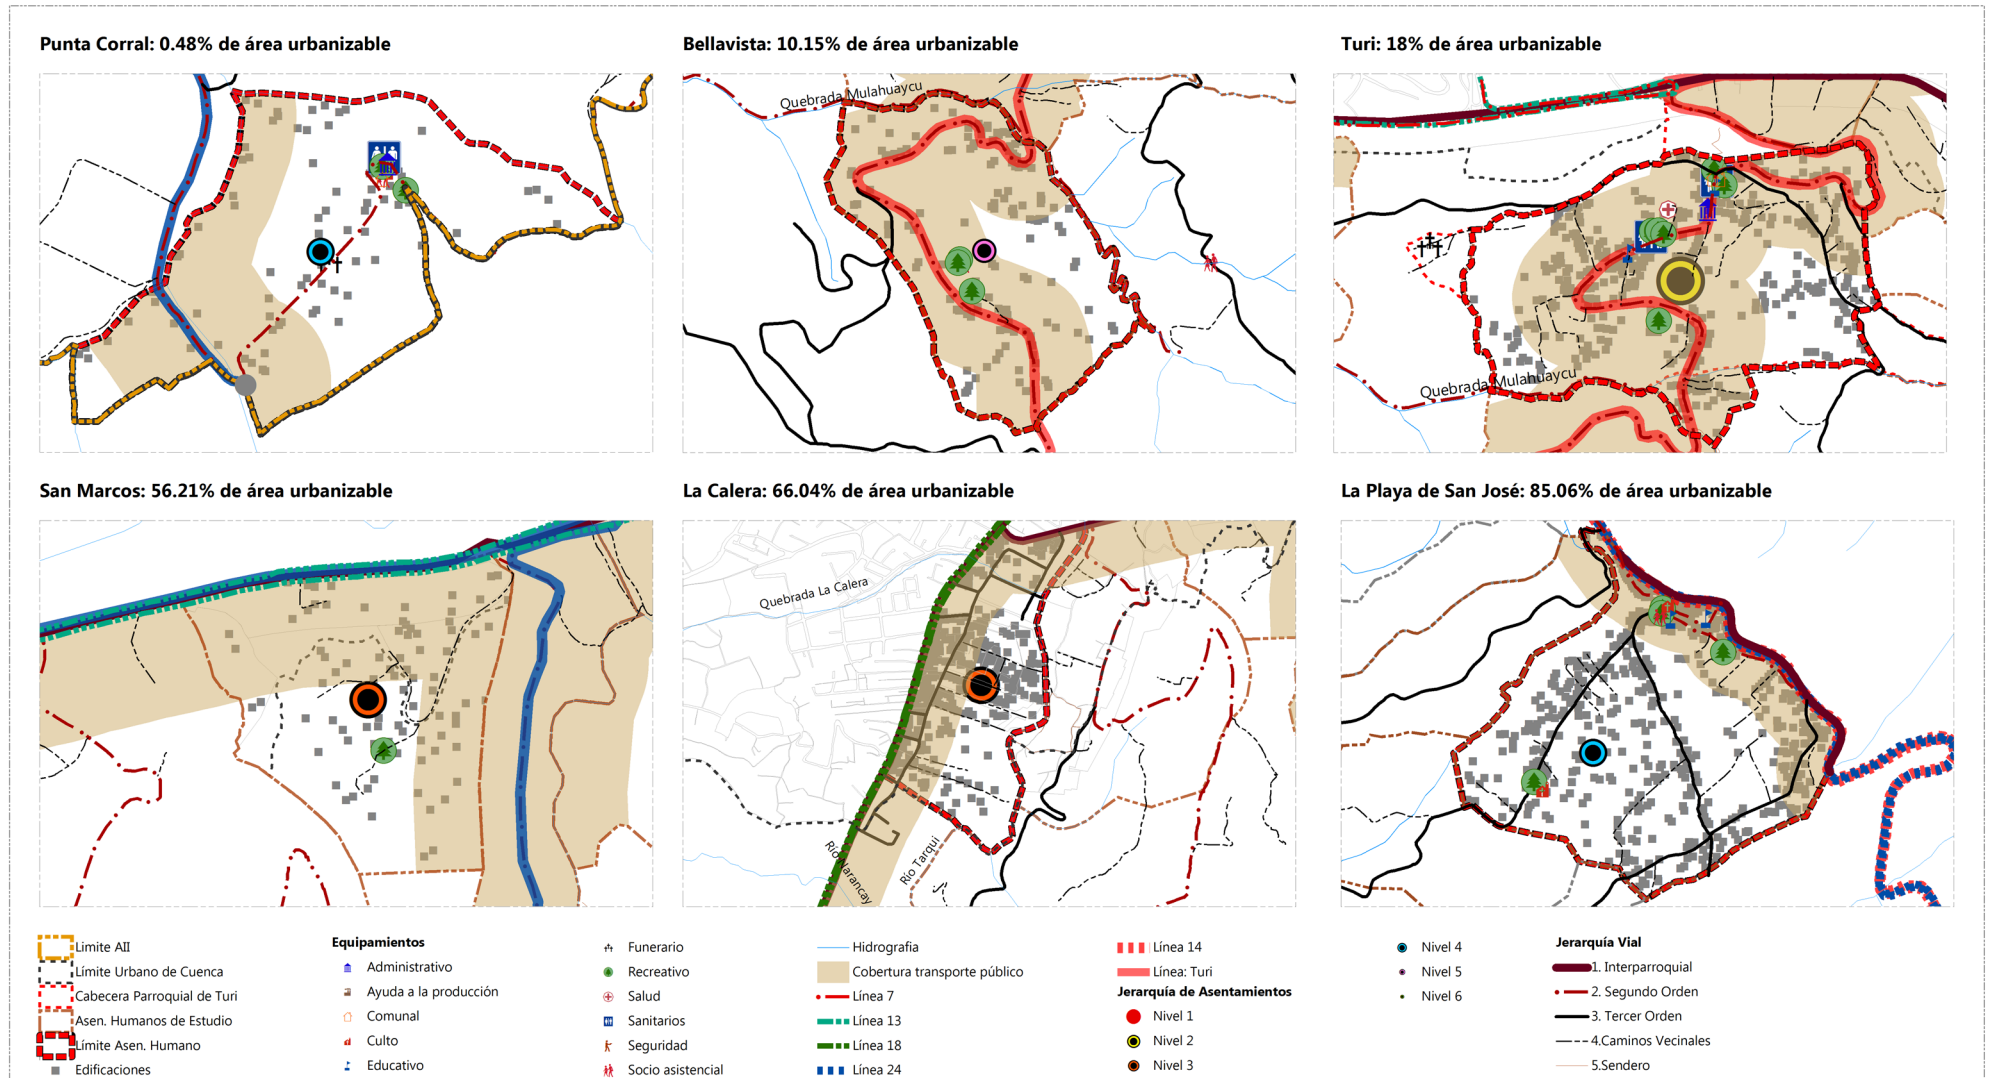 Punta Corral: 0.48% de área urbanizable
Bellavista: 10.15% de área urbanizable
Turi: 18% de área urbanizable
Quebrada Mulahuaycu
Quebrada Mulahuaycu
San Marcos: 56.21% de área urbanizable
La Calera: 66.04% de área urbanizable
La Playa de San José: 85.06% de área urbanizable
Quebrada La Calera
Río Narancay
Río Tarqui
Limite AII
Límite Urbano de Cuenca
Cabecera Parroquial de Turi
Asen. Humanos de Estudio
Límite Asen. Humano
Edificaciones
Equipamientos
Administrativo
Ayuda a la producción
Comunal
Culto
Educativo
Funerario
Recreativo
Salud
Sanitarios
Seguridad
Socio asistencial
Hidrografia
Cobertura transporte público
Línea 7
Línea 13
Línea 18
Línea 24
Línea 14
Línea: Turi
Jerarquía de Asentamientos
Nivel 1
Nivel 2
Nivel 3
Nivel 4
Nivel 5
Nivel 6
Jerarquía Vial
1. Interparroquial
2. Segundo Orden
3. Tercer Orden
4.Caminos Vecinales
5.Sendero